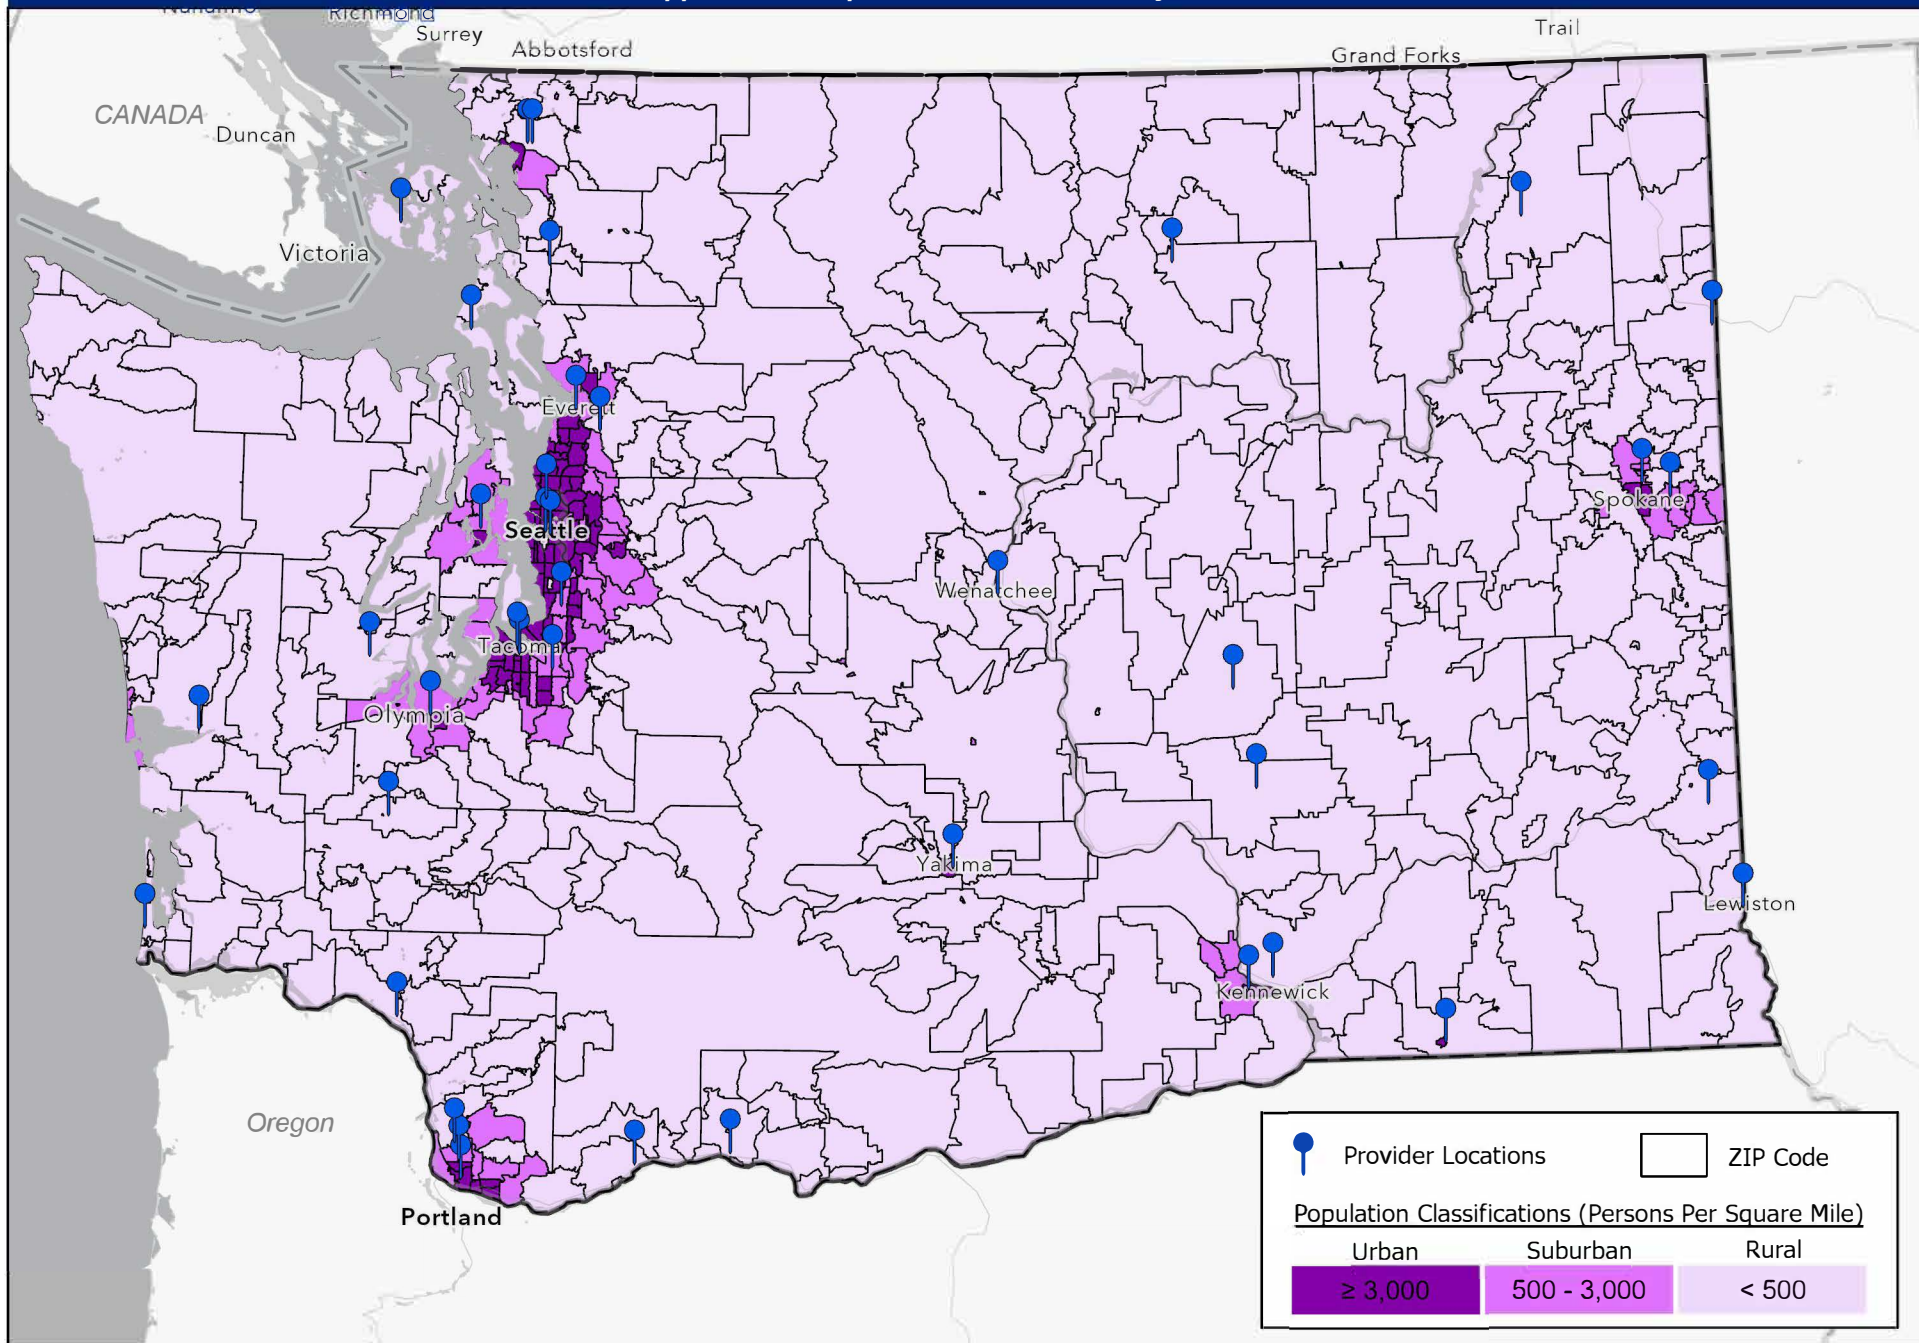 Richmond
Surrey
Abbotsford
Trail
Grand Forks
CANADA
Duncan
Victoria
Everett
Seattle
Spokane
Wenatchee
Tacoma
Olympia
Yakima
Lewiston
Kennewick
Oregon
Portland
Provider Locations
ZIP Code
Population Classifications (Persons Per Square Mile)
Urban Suburban Rural
≥ 3,000 500 - 3,000 < 500